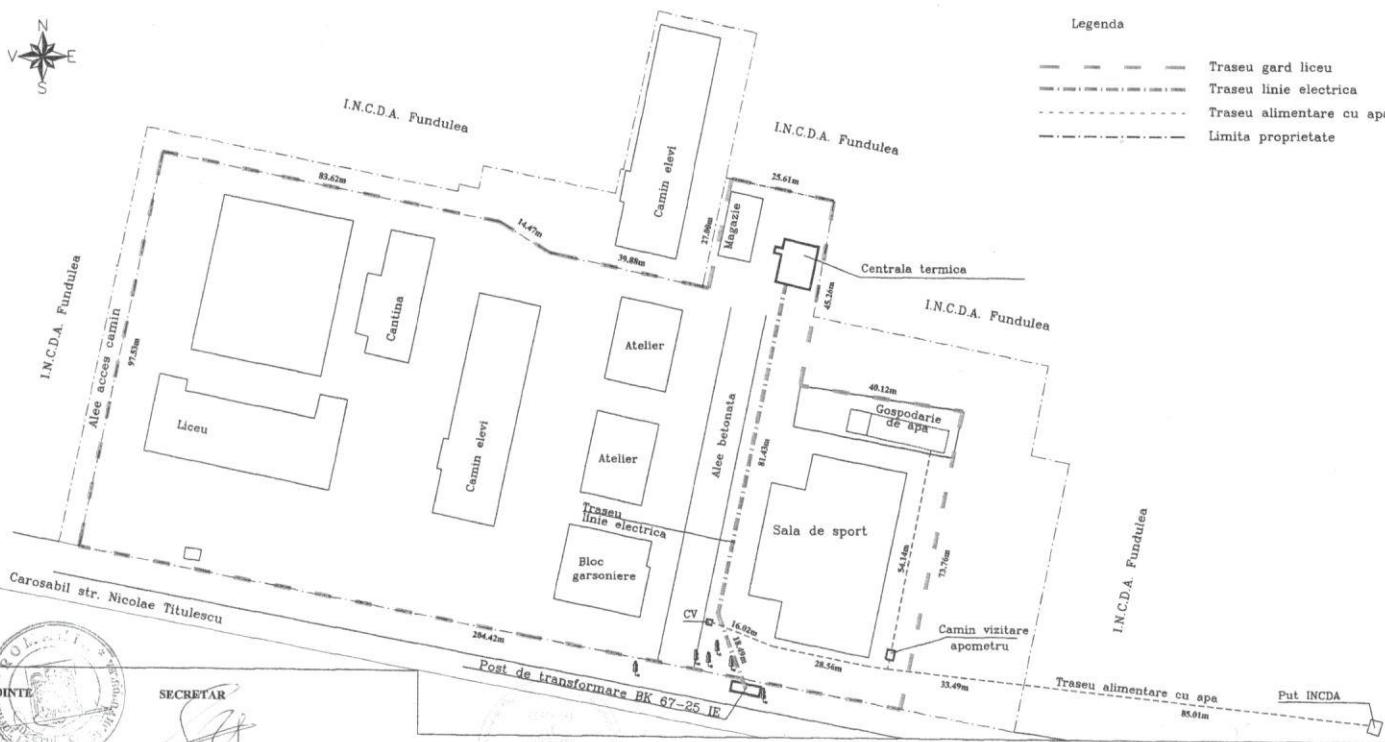 N
V E
S
Legenda
Traseu gard liceu
Traseu linie electrica
Traseu alimentare cu apa
Limita proprietate
I.N.C.D.A. Fundulea
I.N.C.D.A. Fundulea
I.N.C.D.A. Fundulea
I.N.C.D.A. Fundulea
I.N.C.D.A. Fundulea
83.62m
14.47m
39.88m
27.00m
25.61m
45.26m
Camin elevi
Magazie
Centrala termica
Alee acces camin
97.53m
Cantina
Liceu
Camin elevi
Atelier
Atelier
Alee betonata
81.43m
40.12m
Gospodarie
de apa
Traseu
linie electrica
Sala de sport
54.14m
73.76m
Bloc
garsoniere
CV
16.02m
18.49m
28.56m
33.49m
Camin vizitare
apometru
Carosabil str. Nicolae Titulescu
204.42m
Post de transformare BK 67-25 IE
Traseu alimentare cu apa
85.01m
Put INCDA
SECRETAR